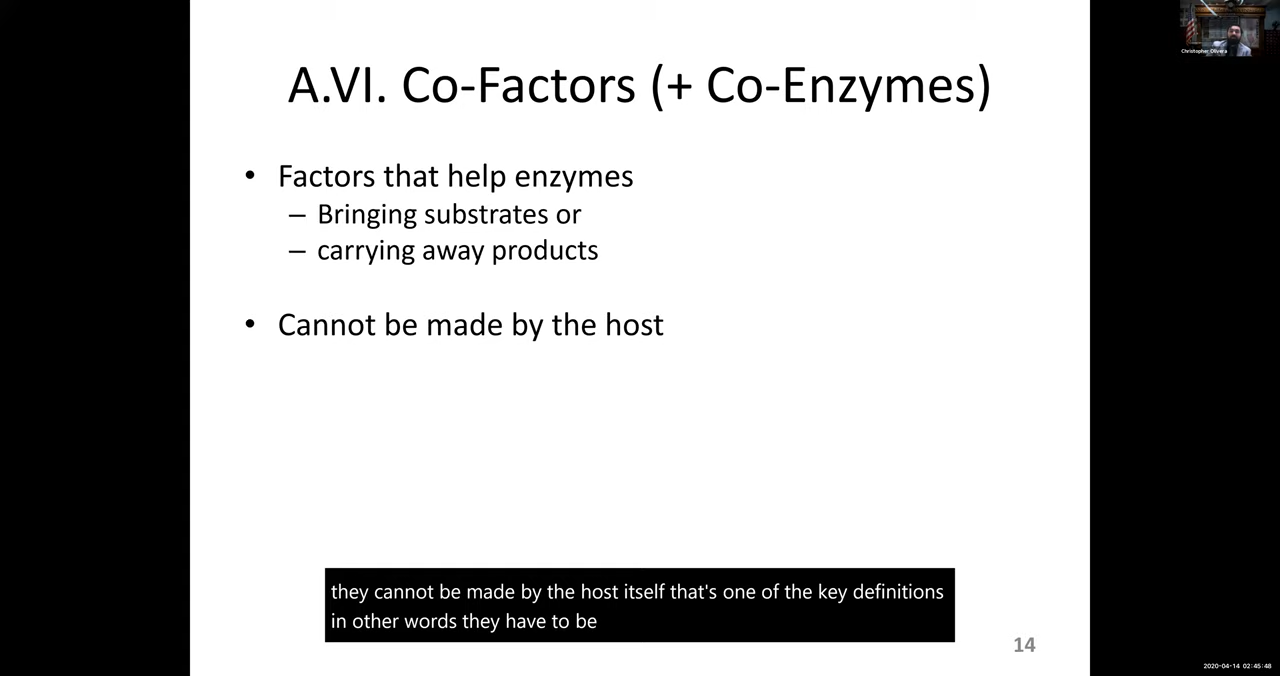 Christopher Olivera
A.VI. Co-Factors (+ Co-Enzymes)
• Factors that help enzymes
– Bringing substrates or
– carrying away products
• Cannot be made by the host
they cannot be made by the host itself that's one of the key definitions
in other words they have to be
14
2020-04-14 02:45:48